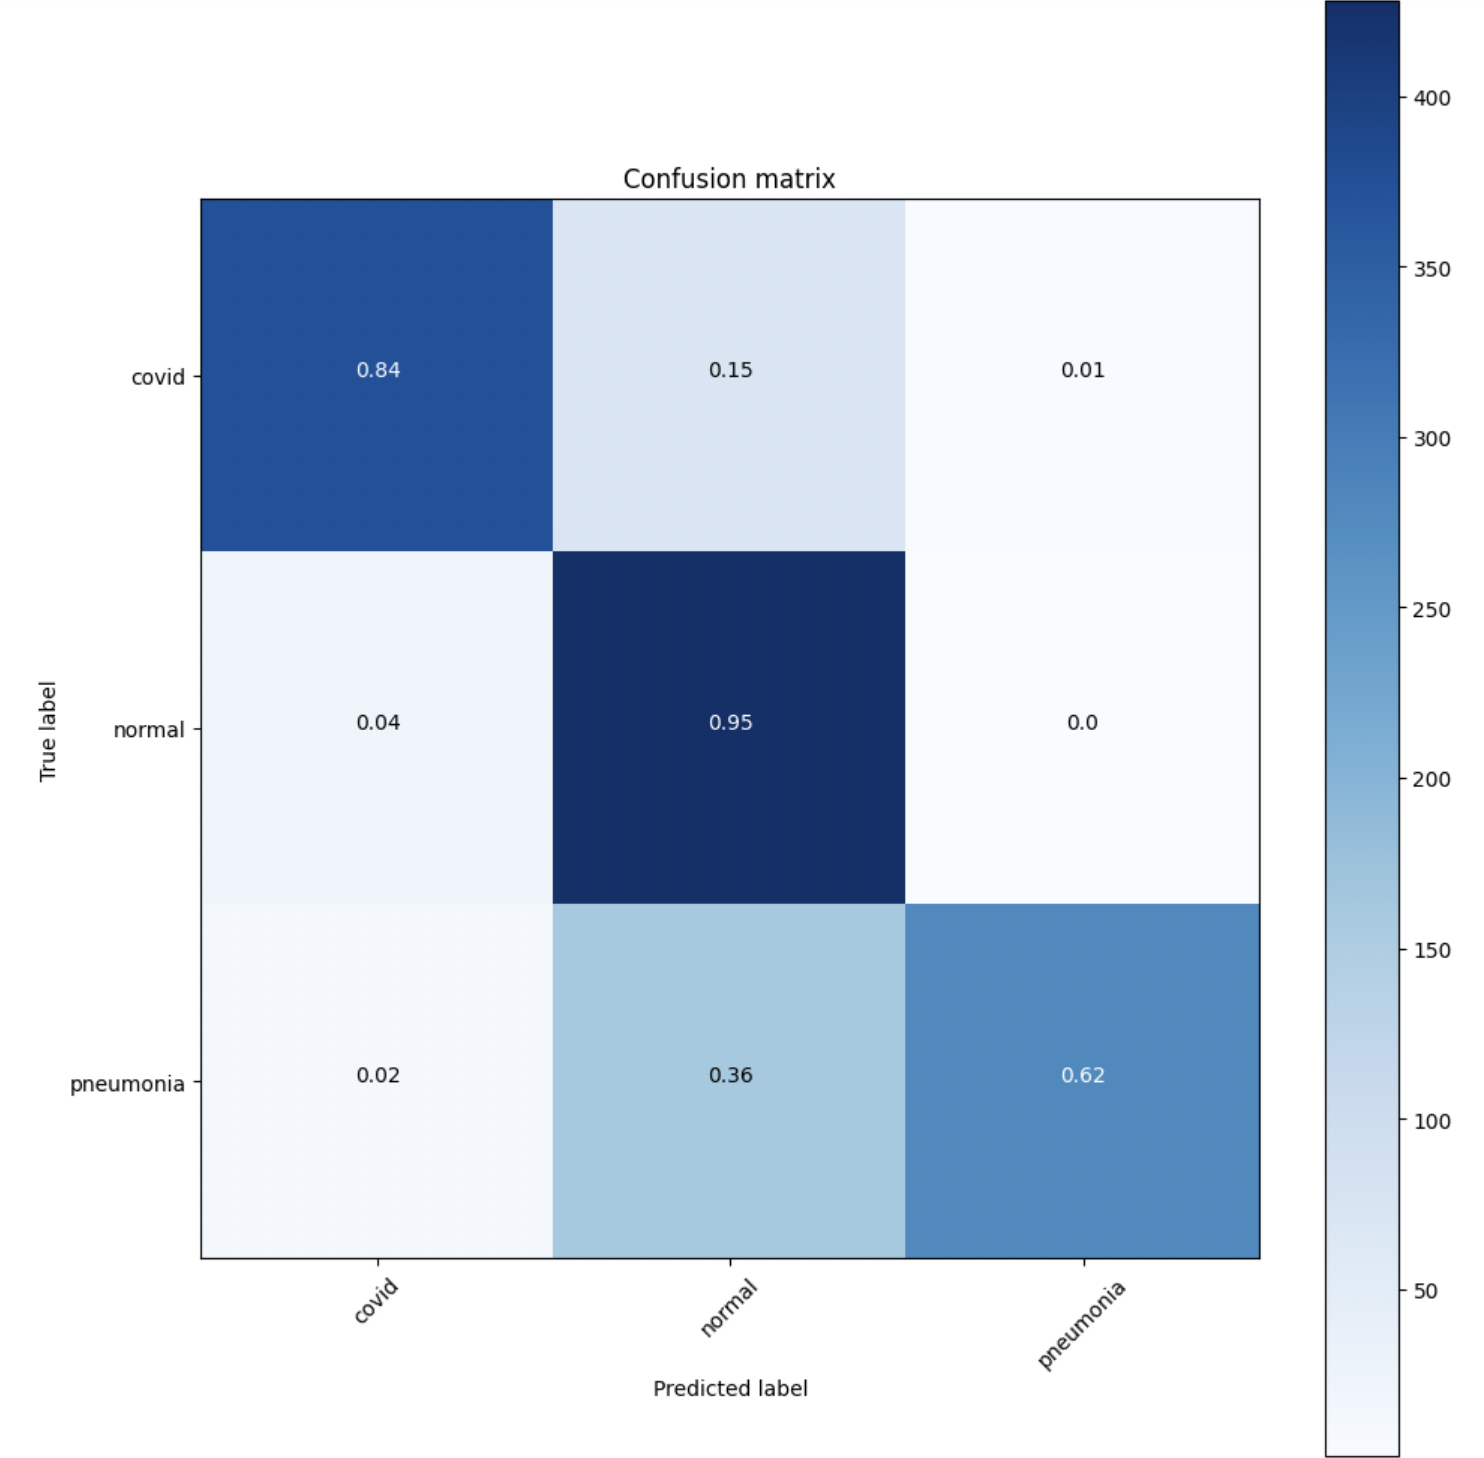 Confusion matrix
True label
covid
0.84
0.15
0.01
normal
0.04
0.95
0.0
pneumonia
0.02
0.36
0.62
covid
normal
pneumonia
Predicted label
400
350
300
250
200
150
100
50